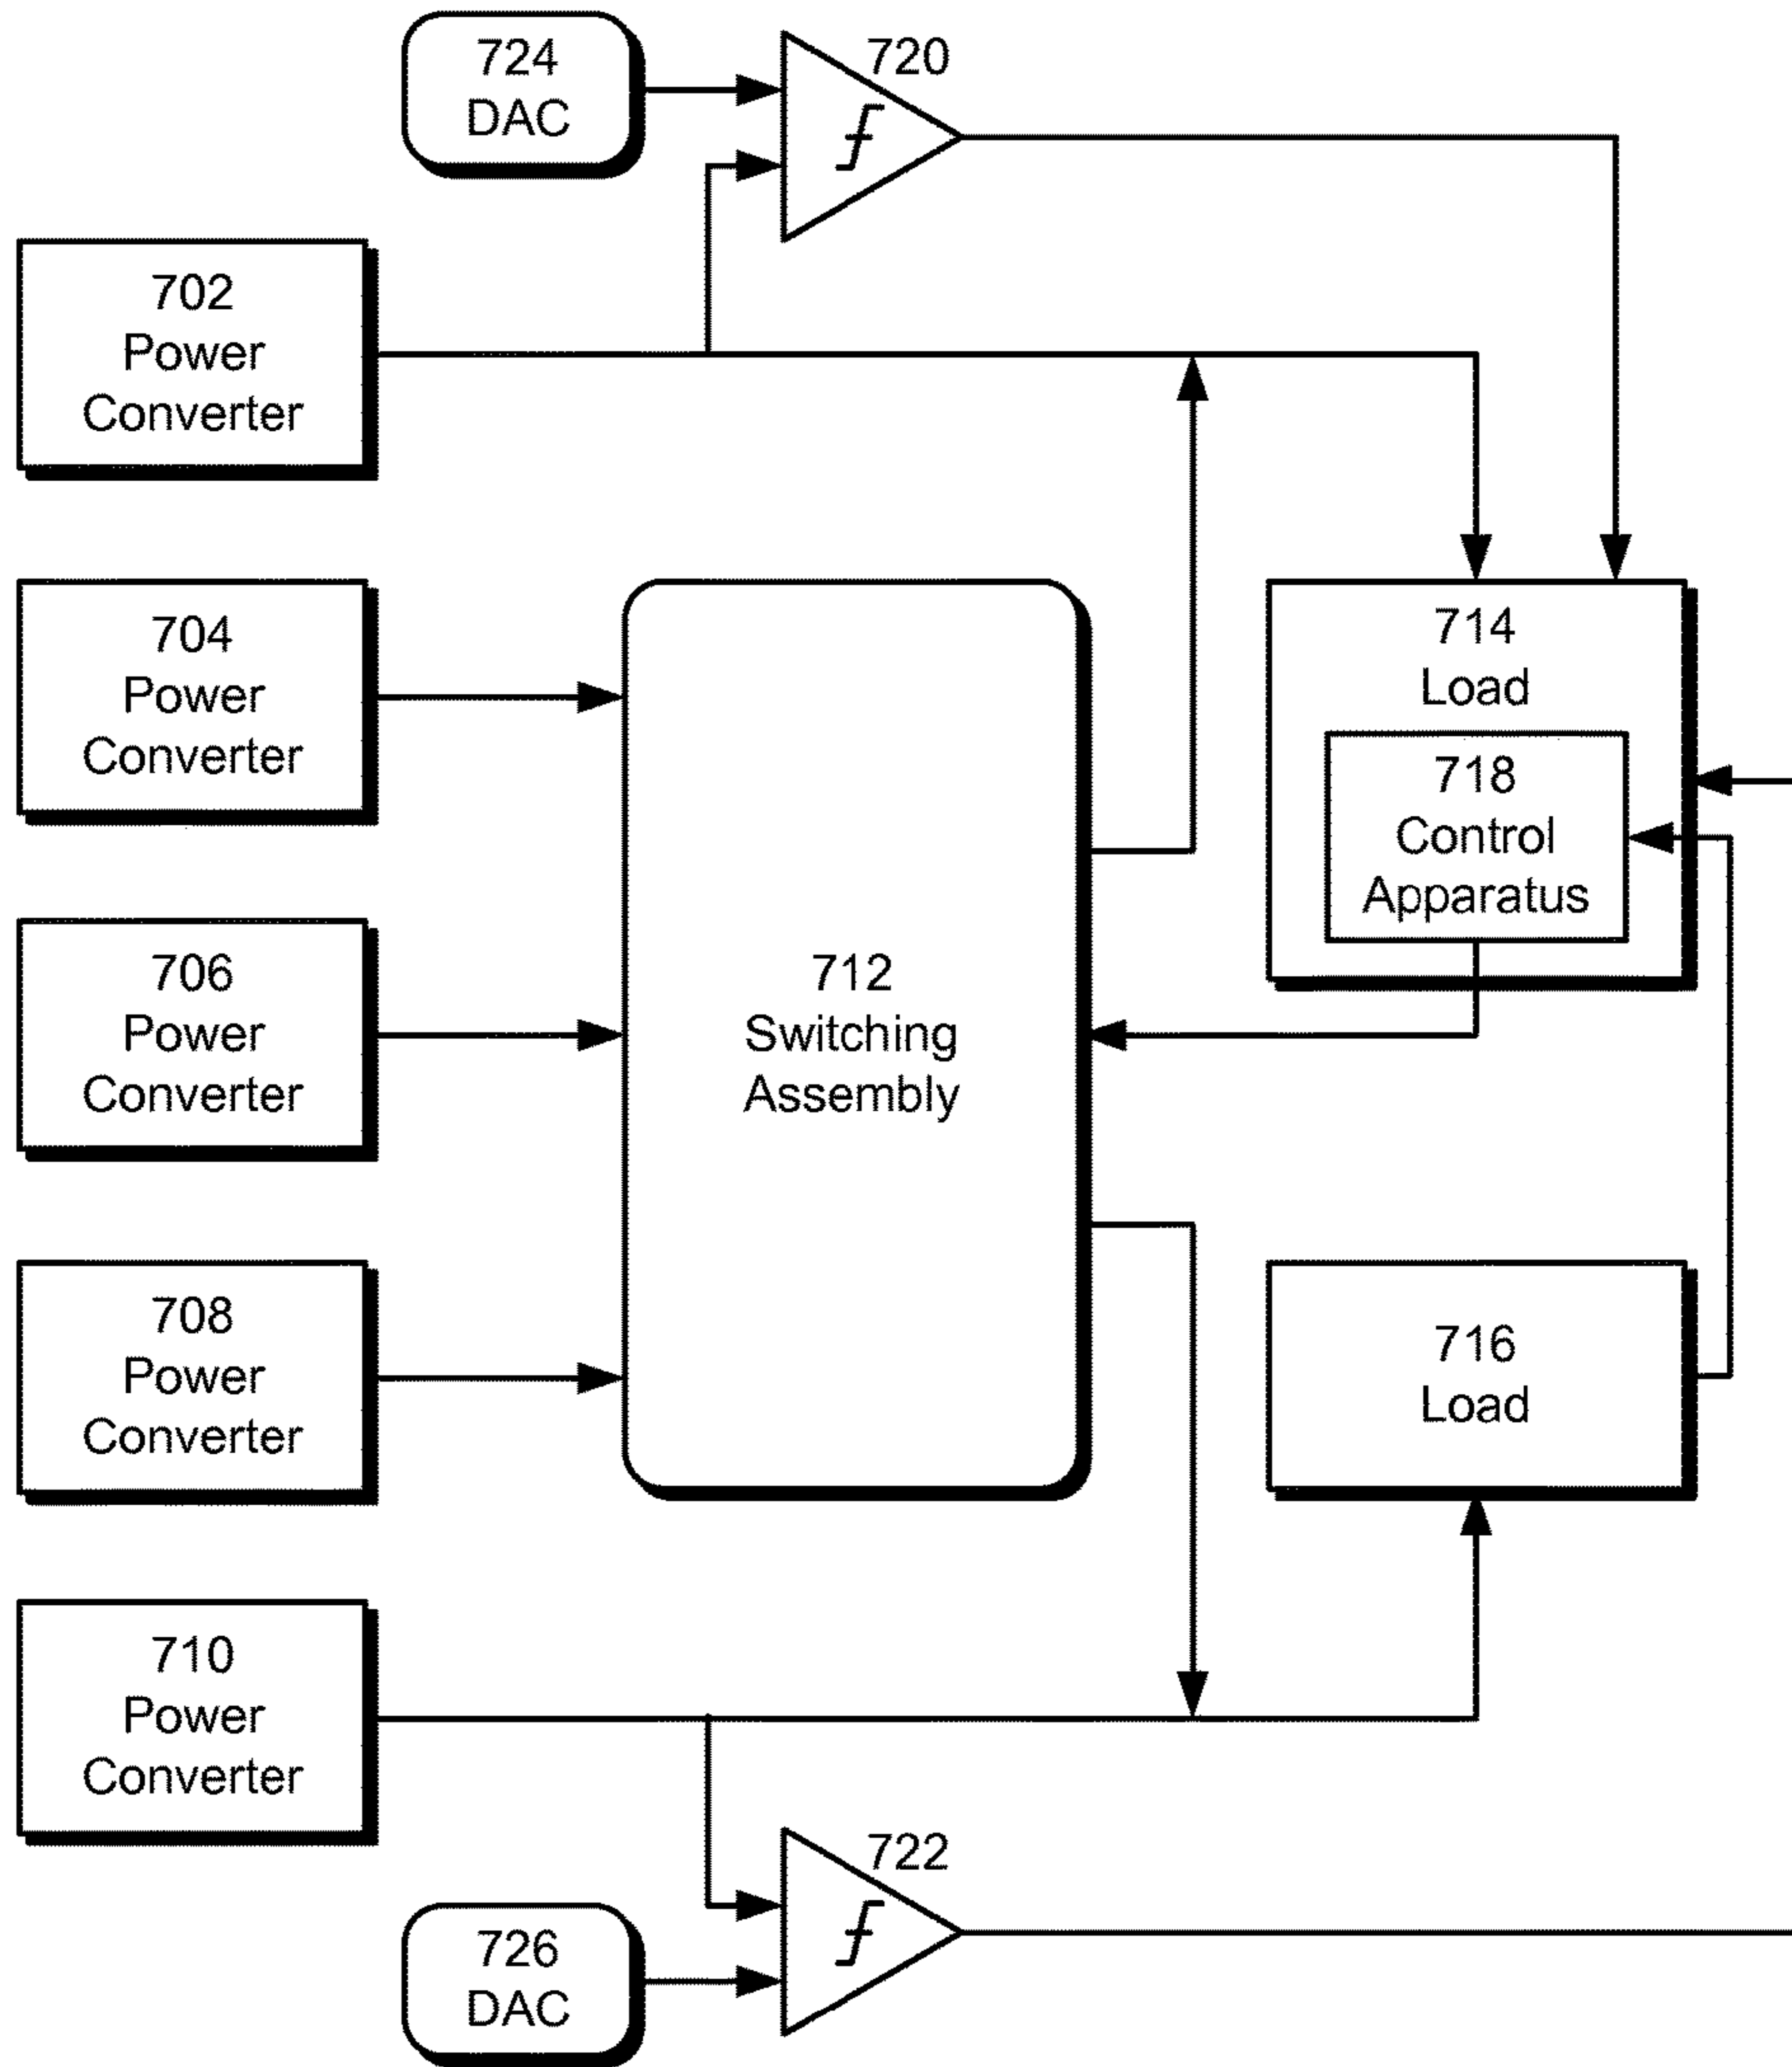 724
DAC
720
702
Power
Converter
704
Power
Converter
714
Load
718
Control
Apparatus
706
Power
Converter
712
Switching
Assembly
708
Power
Converter
716
Load
710
Power
Converter
722
726
DAC